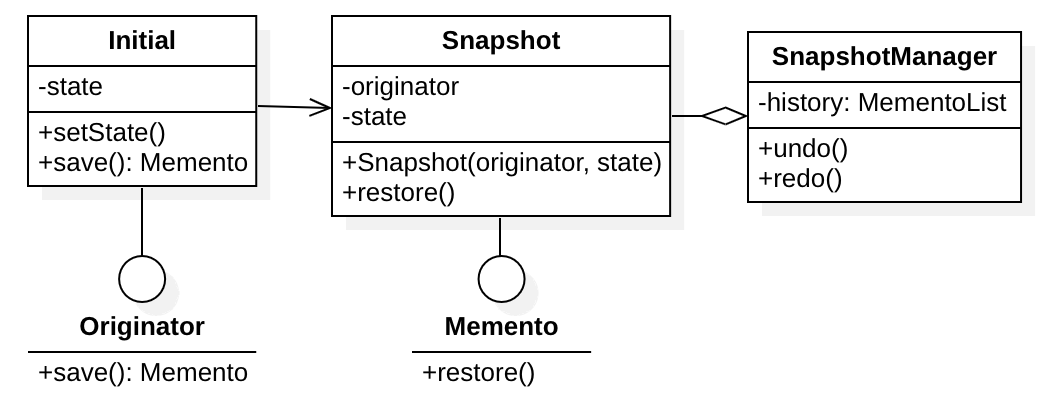 Initial
-state
+setState()
+save(): Memento
Snapshot
-originator
-state
+Snapshot(originator, state)
+restore()
SnapshotManager
-history: MementoList
+undo()
+redo()
Originator
+save(): Memento
Memento
+restore()